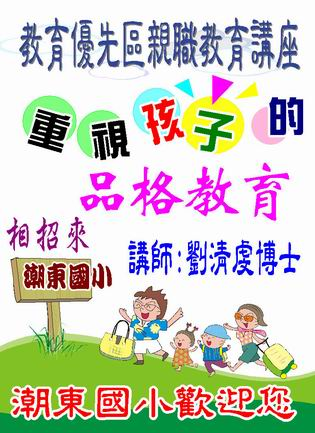 教育優先區親職教育講座
重視孩子的
品格教育
相招來
潮東國小
講師:劉清虔博士
潮東國小歡迎您